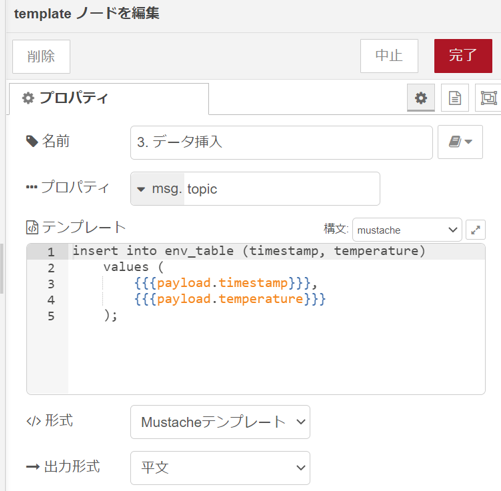 template ノードを編集
削除 中止 完了
プロパティ
名前 3. データ挿入
プロパティ msg. topic
テンプレート 構文: mustache
1 insert into env_table (timestamp, temperature)
2 values (
3 {{{payload.timestamp}}},
4 {{{payload.temperature}}}
5 );
形式 Mustacheテンプレート
出力形式 平文